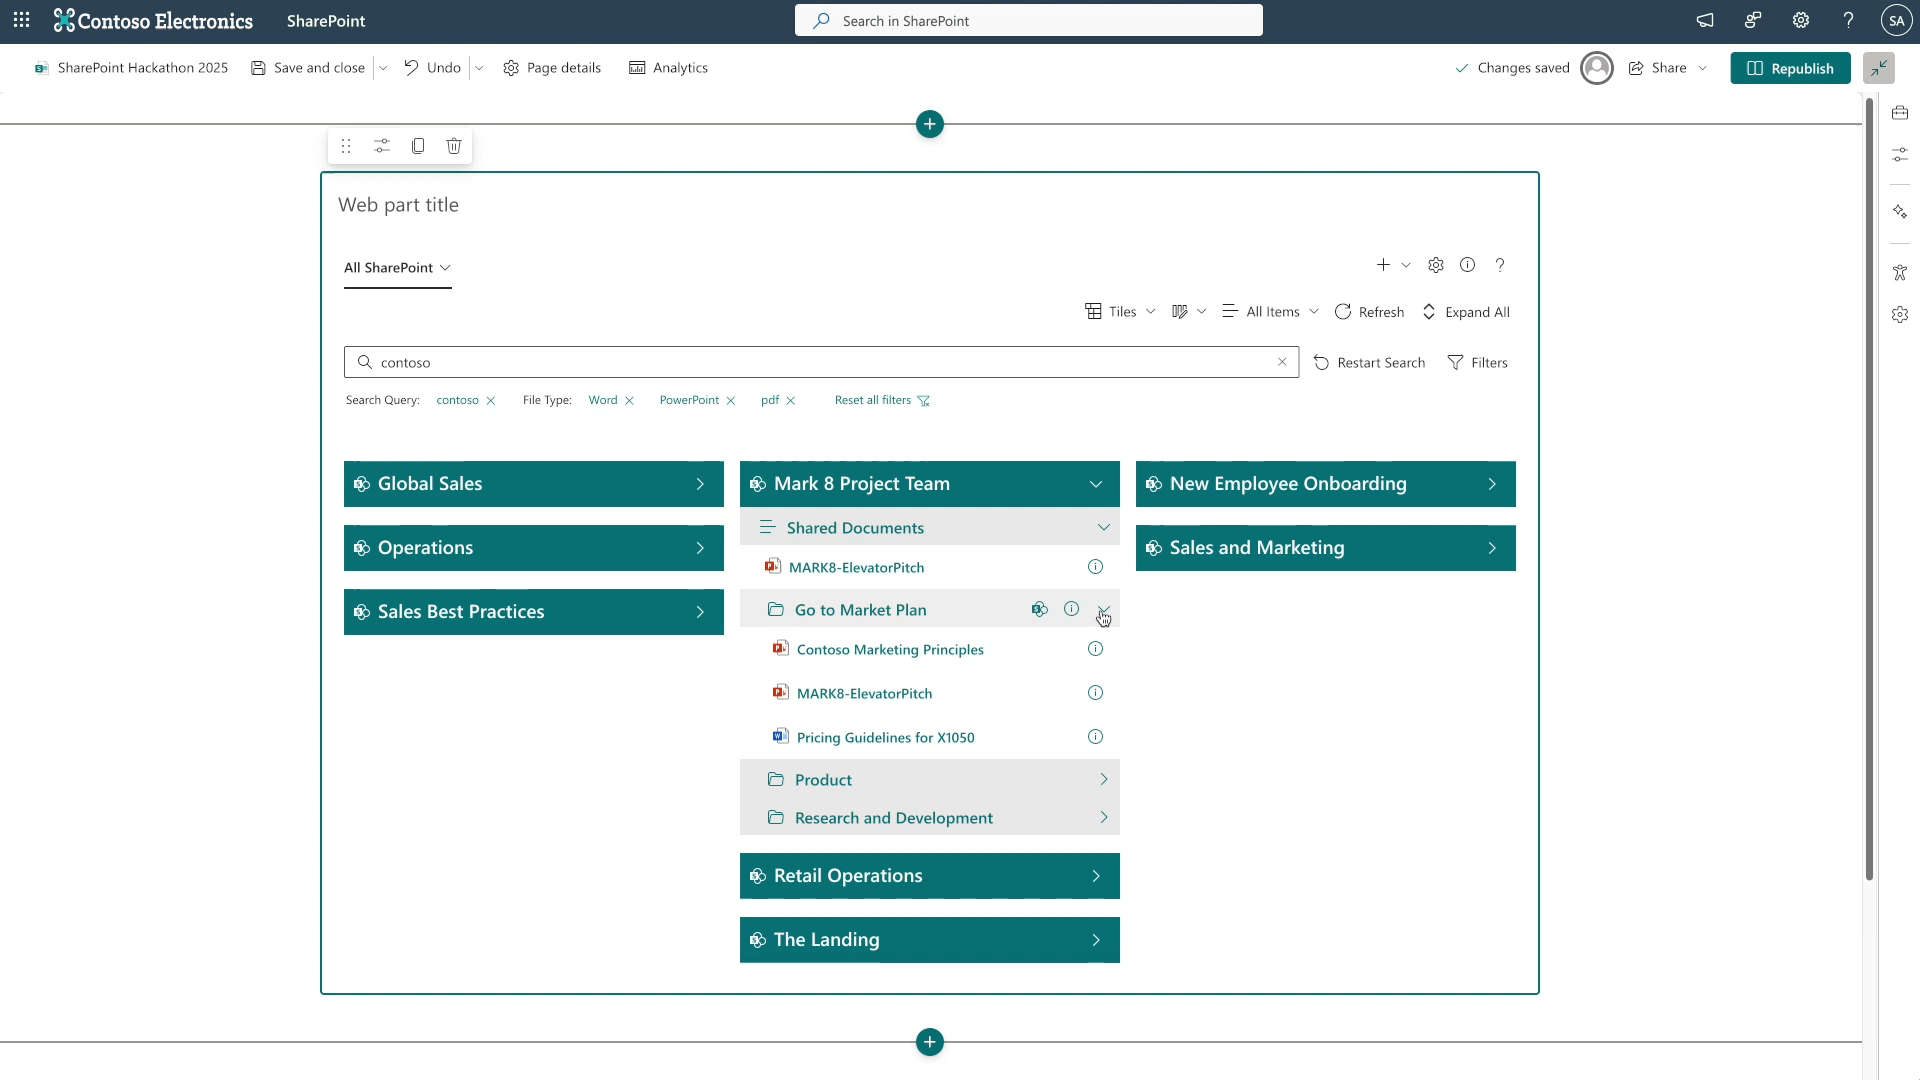 Contoso Electronics SharePoint Search in SharePoint SA
SharePoint Hackathon 2025 Save and close Undo Page details Analytics Changes saved Share Republish
Web part title
All SharePoint
Tiles All Items Refresh Expand All
contoso Restart Search Filters
Search Query: contoso File Type: Word PowerPoint pdf Reset all filters
Global Sales
Operations
Sales Best Practices
Mark 8 Project Team
Shared Documents
MARK8-ElevatorPitch
Go to Market Plan
Contoso Marketing Principles
MARK8-ElevatorPitch
Pricing Guidelines for X1050
Product
Research and Development
Retail Operations
The Landing
New Employee Onboarding
Sales and Marketing